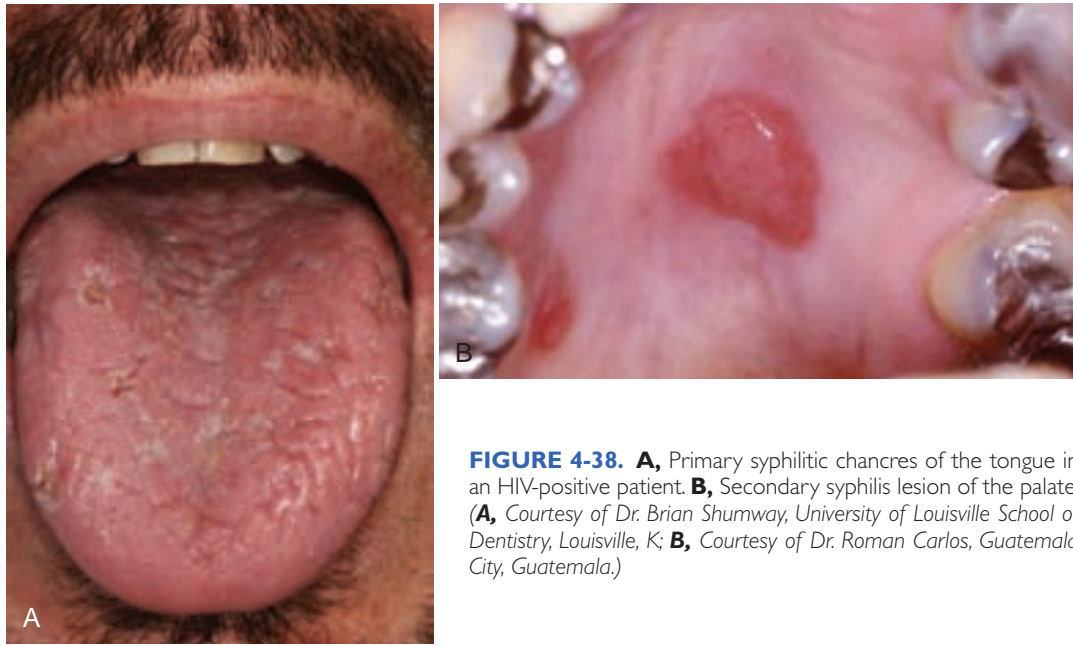 A
B
FIGURE 4-38. A, Primary syphilitic chancres of the tongue in
an HIV-positive patient. B, Secondary syphilis lesion of the palate
(A, Courtesy of Dr. Brian Shumway, University of Louisville School o
Dentistry, Louisville, K; B, Courtesy of Dr. Roman Carlos, Guatemala
City, Guatemala.)